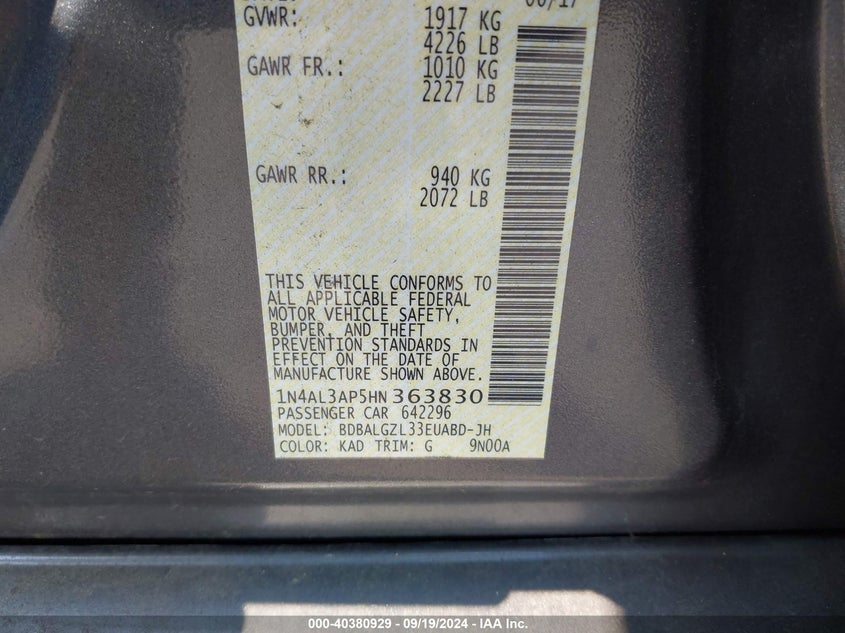 GVWR: 1917 KG
4226 LB
GAWR FR.: 1010 KG
2227 LB
GAWR RR.: 940 KG
2072 LB
THIS VEHICLE CONFORMS TO
ALL APPLICABLE FEDERAL
MOTOR VEHICLE SAFETY,
BUMPER, AND THEFT
PREVENTION STANDARDS IN
EFFECT ON THE DATE OF
MANUFACTURE SHOWN ABOVE.
1N4AL3AP5HN363830
PASSENGER CAR 642296
MODEL: BDBALGZL33EUABD-JH
COLOR: KAD TRIM: G 9N00A
000-40380929 - 09/19/2024 - IAA Inc.